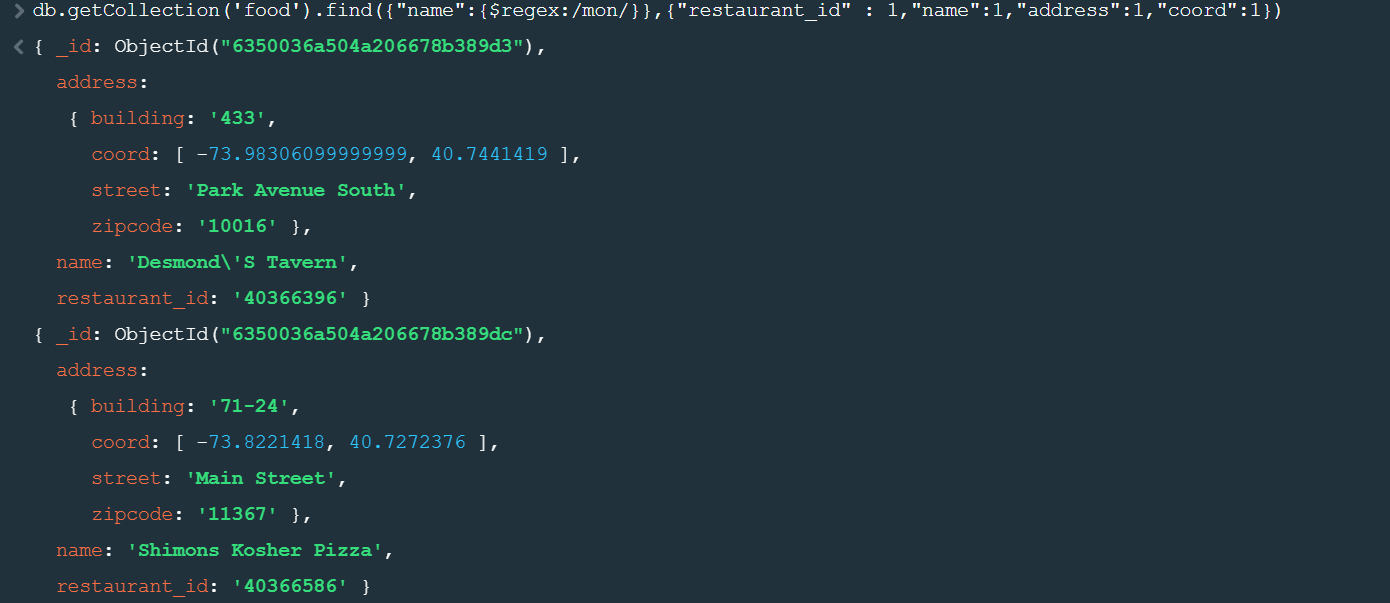 > db.getCollection('food').find({"name":{$regex:/mon/}},{"restaurant_id" : 1,"name":1,"address":1,"coord":1})
< { _id: ObjectId("6350036a504a206678b389d3"),
address:
{ building: '433',
coord: [ -73.98306099999999, 40.7441419 ],
street: 'Park Avenue South',
zipcode: '10016' },
name: 'Desmond\'S Tavern',
restaurant_id: '40366396' }
{ _id: ObjectId("6350036a504a206678b389dc"),
address:
{ building: '71-24',
coord: [ -73.8221418, 40.7272376 ],
street: 'Main Street',
zipcode: '11367' },
name: 'Shimons Kosher Pizza',
restaurant_id: '40366586' }